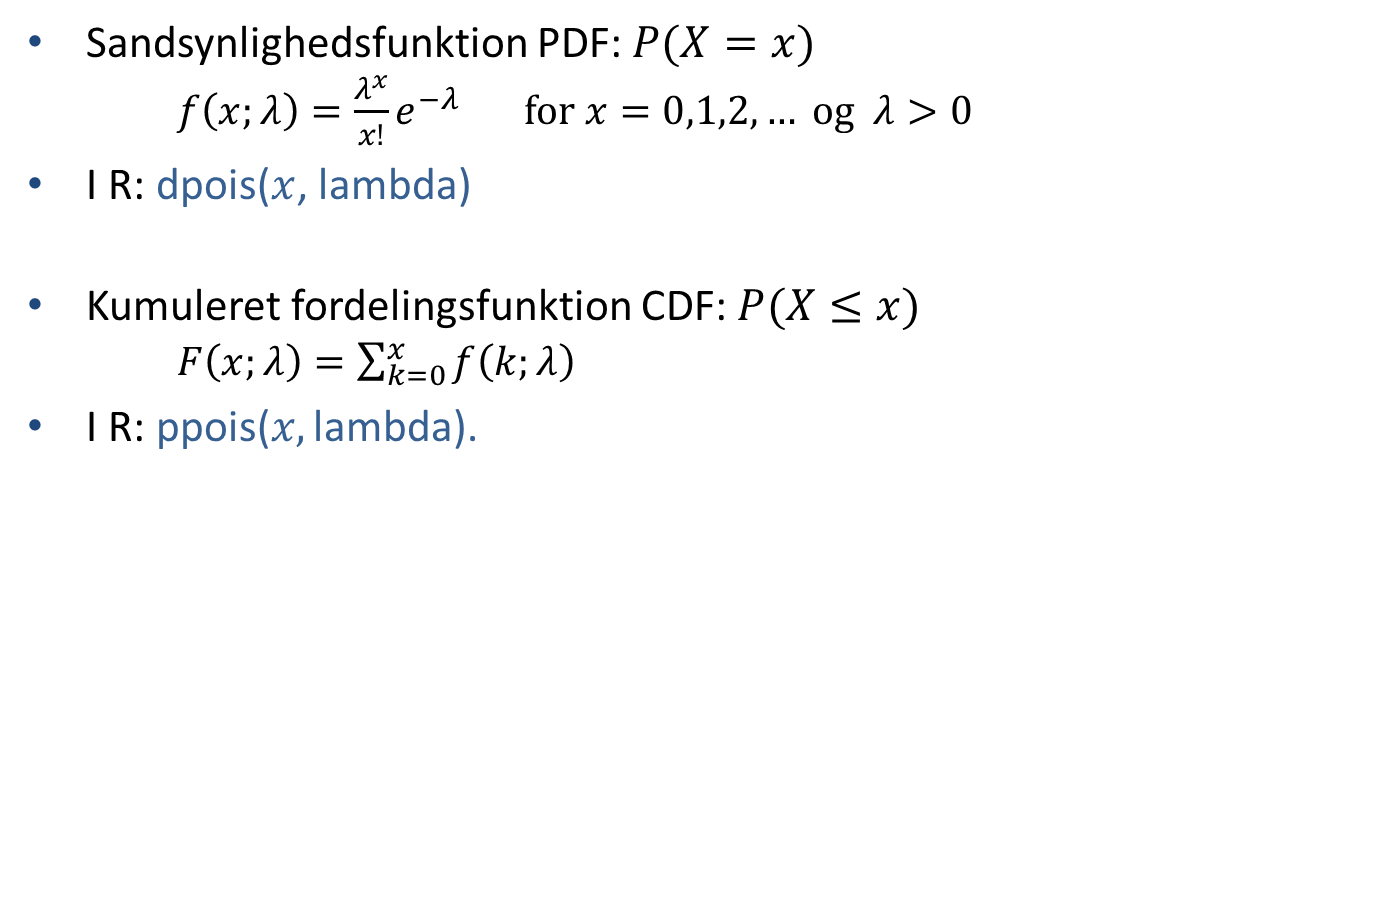 • Sandsynlighedsfunktion PDF: P(X = x)
f(x; λ) = λ^x/x! e^−λ for x = 0,1,2, … og λ > 0
• I R: dpois(x, lambda)
• Kumuleret fordelingsfunktion CDF: P(X ≤ x)
F(x; λ) = ∑_{k=0}^x f(k; λ)
• I R: ppois(x, lambda).